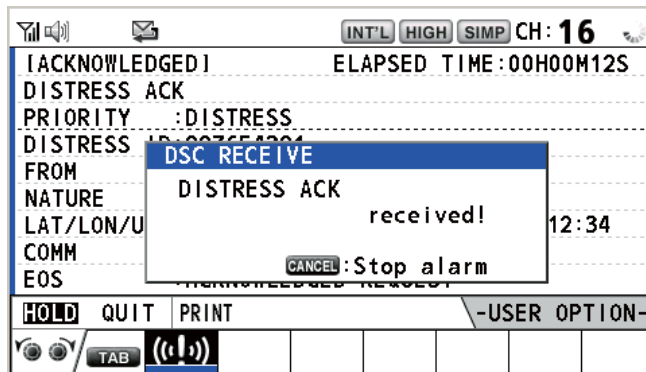 INT'L HIGH SIMP CH:16
[ACKNOWLEDGED] ELAPSED TIME:00H00M12S
DISTRESS ACK
PRIORITY :DISTRESS
DISTRESS
FROM
NATURE
LAT/LON/U 12:34
COMM
EOS
DSC RECEIVE
DISTRESS ACK
received!
CANCEL:Stop alarm
HOLD QUIT PRINT -USER OPTION-
TAB